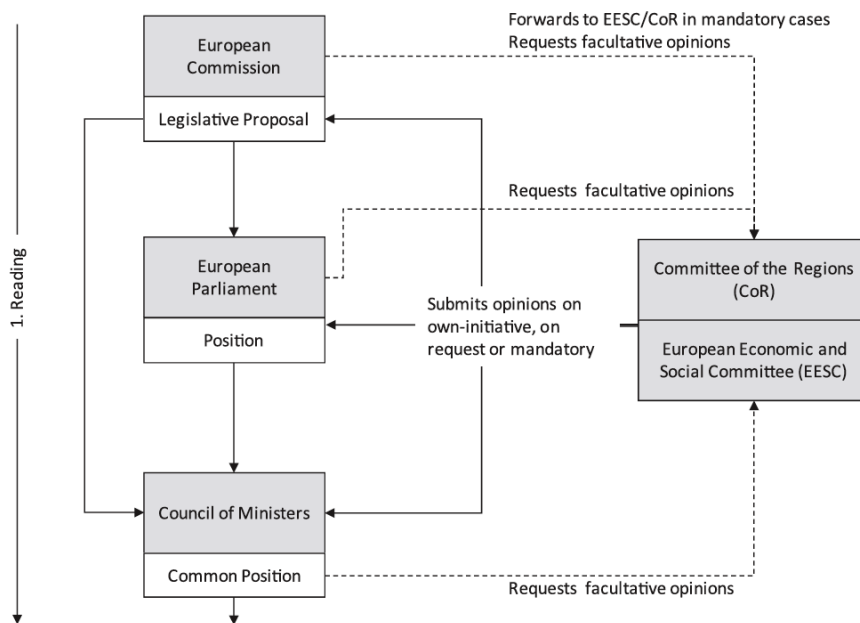 Forwards to EESC/CoR in mandatory cases
Requests facultative opinions
European
Commission
Legislative Proposal
Requests facultative opinions
1. Reading
European
Parliament
Position
Submits opinions on
own-initiative, on
request or mandatory
Committee of the Regions
(CoR)
European Economic and
Social Committee (EESC)
Council of Ministers
Common Position
Requests facultative opinions